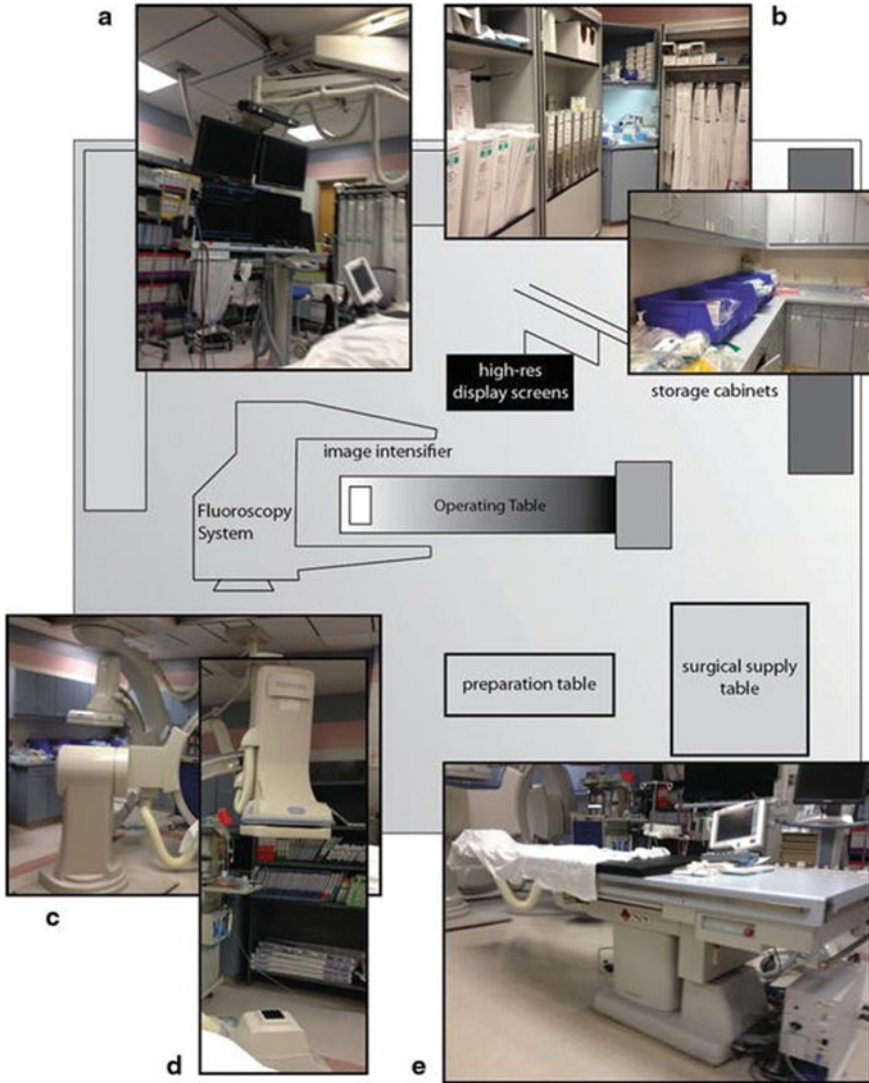 a
b
high-res
display screens
storage cabinets
image intensifier
Fluoroscopy
System
Operating Table
preparation table
surgical supply
table
c
d
e